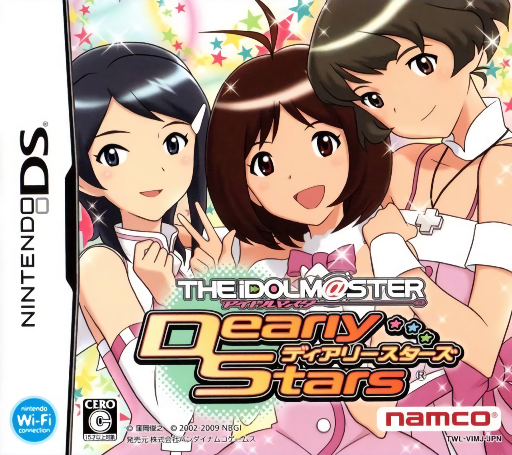 NINTENDO DS
THE iDOLM@STER
アイドルマスター
Dearly
Stars
ディアリースターズ
nintendo
Wi-Fi
connection
CERO
C
15才以上対象
© 窪岡俊之 © 2002-2009 NBGI
発売元 株式会社バンダイナムコゲームス
namco®
TWL-VIMJ-JPN